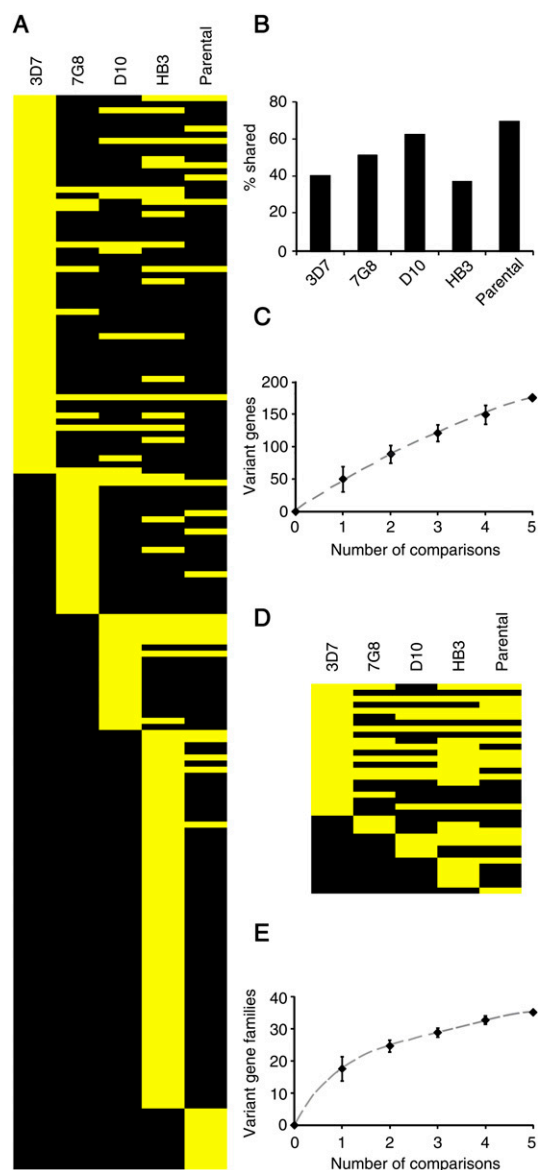 A
3D7 7G8 D10 HB3 Parental
B
% shared
80
60
40
20
0
3D7 7G8 D10 HB3 Parental
C
Variant genes
200
150
100
50
0
0 1 2 3 4 5
Number of comparisons
D
3D7 7G8 D10 HB3 Parental
E
Variant gene families
40
30
20
10
0
0 1 2 3 4 5
Number of comparisons